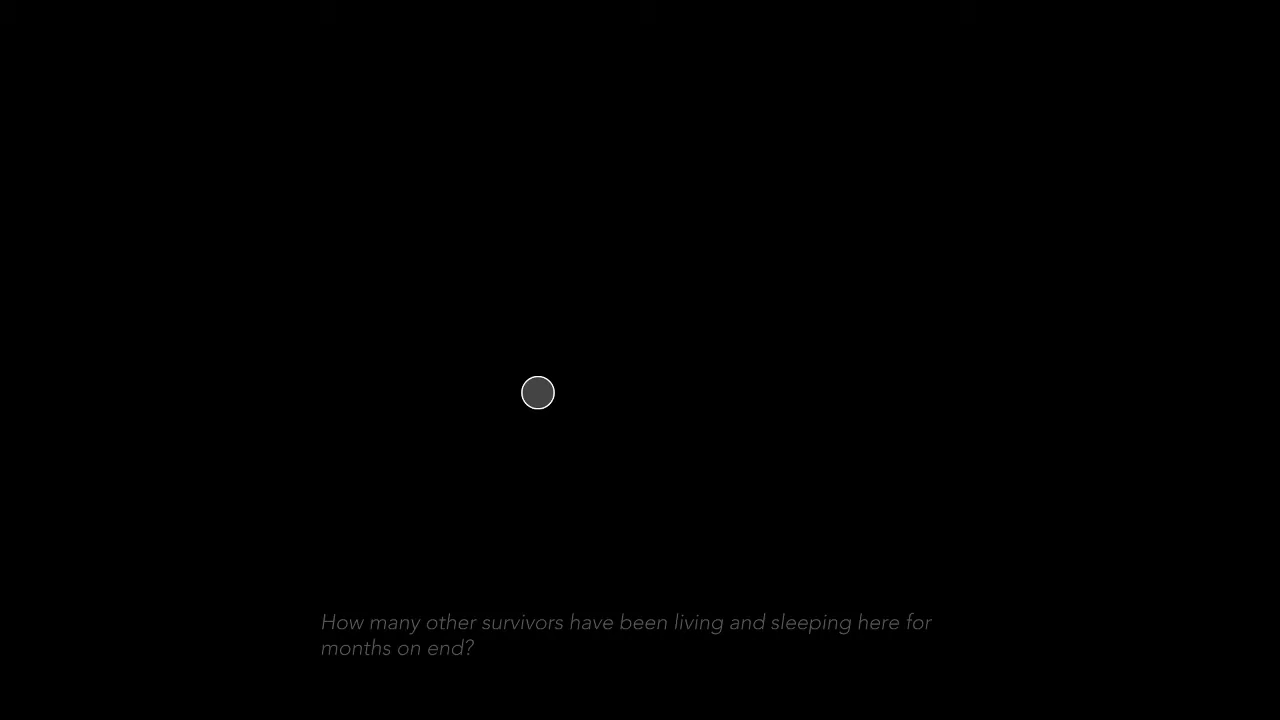 How many other survivors have been living and sleeping here for
months on end?